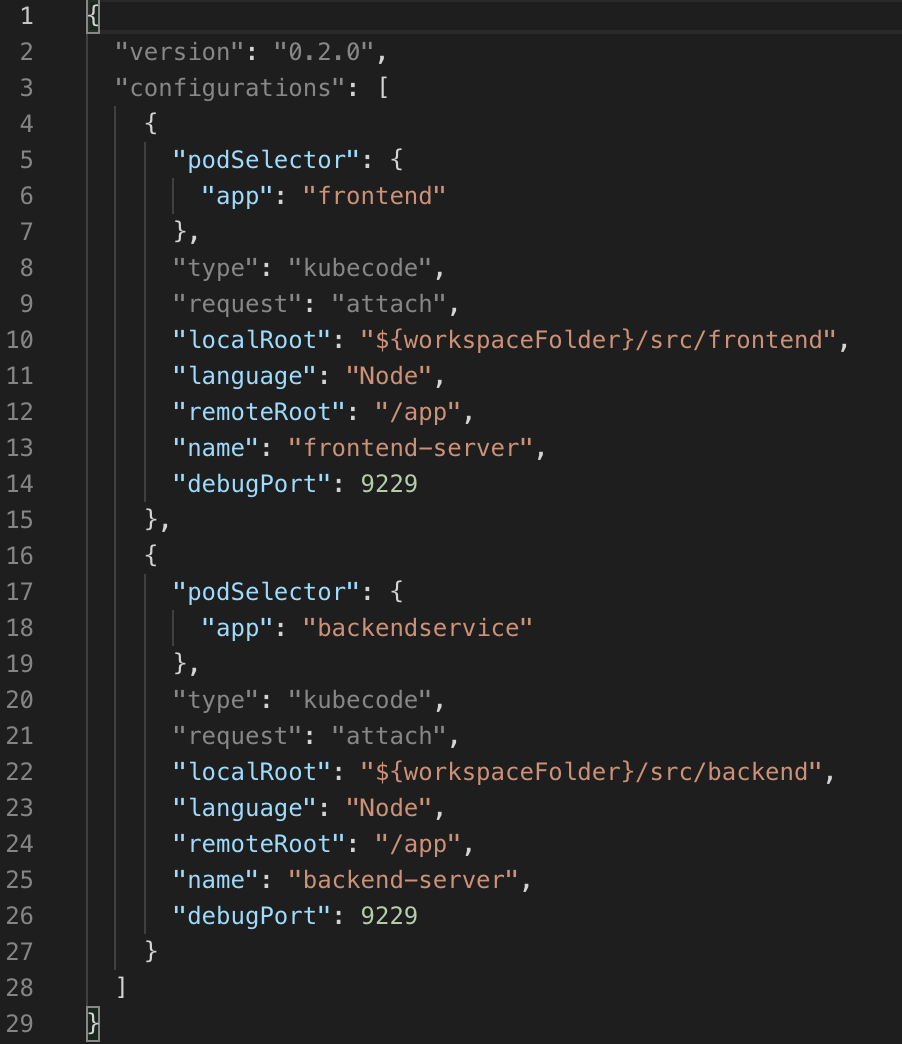 1 {
2   "version": "0.2.0",
3   "configurations": [
4     {
5       "podSelector": {
6         "app": "frontend"
7       },
8       "type": "kubecode",
9       "request": "attach",
10       "localRoot": "${workspaceFolder}/src/frontend",
11       "language": "Node",
12       "remoteRoot": "/app",
13       "name": "frontend-server",
14       "debugPort": 9229
15     },
16     {
17       "podSelector": {
18         "app": "backendservice"
19       },
20       "type": "kubecode",
21       "request": "attach",
22       "localRoot": "${workspaceFolder}/src/backend",
23       "language": "Node",
24       "remoteRoot": "/app",
25       "name": "backend-server",
26       "debugPort": 9229
27     }
28   ]
29 }